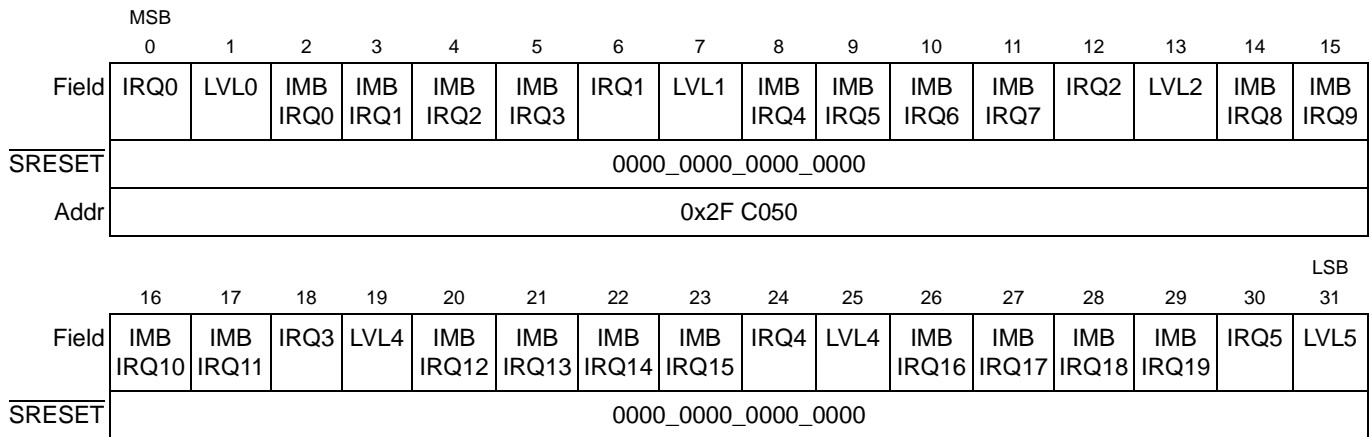 MSB
0 1 2 3 4 5 6 7 8 9 10 11 12 13 14 15
Field IRQ0 LVL0 IMB IMB IMB IMB IRQ1 LVL1 IMB IMB IMB IMB IRQ2 LVL2 IMB IMB
IRQ0 IRQ1 IRQ2 IRQ3 IRQ4 IRQ5 IRQ6 IRQ7 IRQ8 IRQ9
SRESET 0000_0000_0000_0000
Addr 0x2F C050
LSB
16 17 18 19 20 21 22 23 24 25 26 27 28 29 30 31
Field IMB IMB IRQ3 LVL4 IMB IMB IMB IMB IRQ4 LVL4 IMB IMB IMB IMB IRQ5 LVL5
IRQ10 IRQ11 IRQ12 IRQ13 IRQ14 IRQ15 IRQ16 IRQ17 IRQ18 IRQ19
SRESET 0000_0000_0000_0000